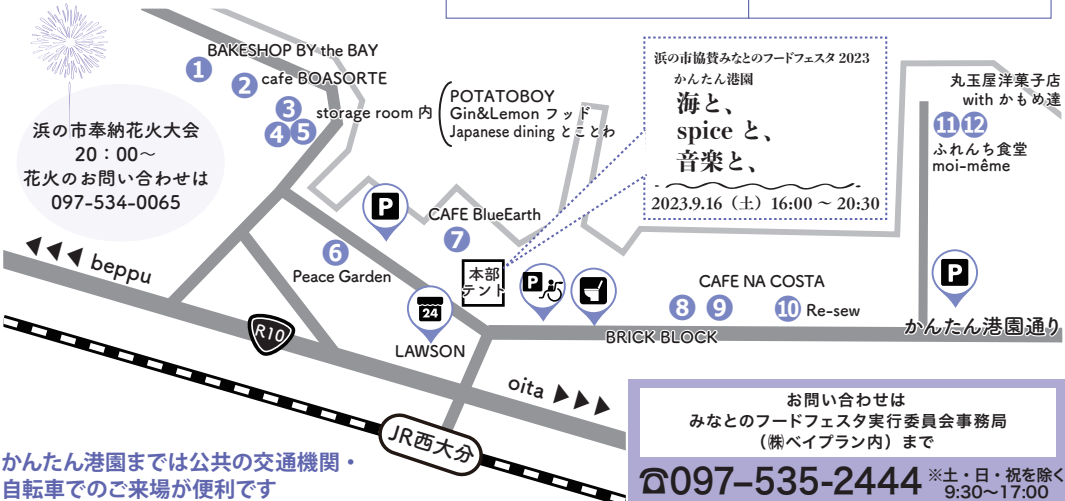 BAKESHOP BY the BAY
1
2
cafe BOASORTE
3
4
5
storage room 内
POTATOBOY
Gin&Lemon フッド
Japanese dining とことわ
浜の市奉納花火大会
20：00〜
花火のお問い合わせは
097-534-0065
浜の市協賛みなとのフードフェスタ 2023
かんたん港園
海と、
spice と、
音楽と、
2023.9.16（土）16:00 〜 20:30
丸玉屋洋菓子店
with かもめ達
11 12
ふれんち食堂
moi-même
P
CAFE BlueEarth
7
6
Peace Garden
本部
テント
P
P
24
LAWSON
CAFE NA COSTA
8 9
10 Re-sew
BRICK BLOCK
かんたん港園通り
◀◀◀ beppu
R10
oita ▶▶▶
JR西大分
かんたん港園までは公共の交通機関・
自転車でのご来場が便利です
お問い合わせは
みなとのフードフェスタ実行委員会事務局
（㈱ベイプラン内）まで
☎097–535-2444 ※土・日・祝を除く
9:30〜17:00